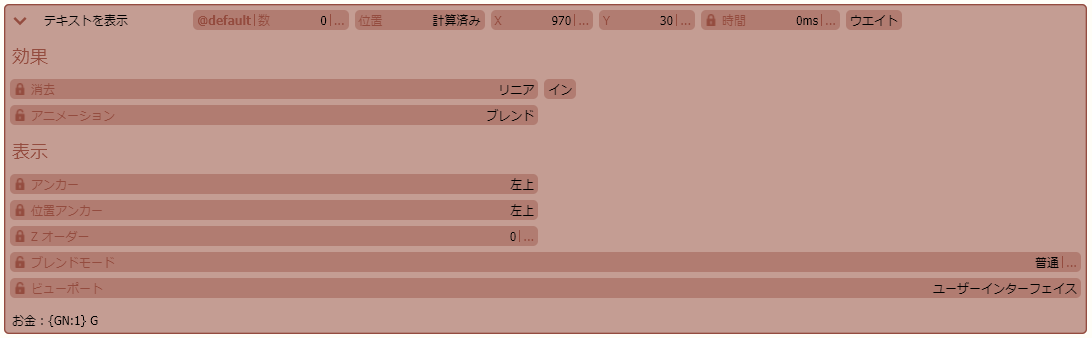 テキストを表示 @default|数 0|... 位置 計算済み X 970|... Y 30|... 時間 0ms|... ウエイト
効果
消去 リニア イン
アニメーション ブレンド
表示
アンカー 左上
位置アンカー 左上
Z オーダー 0|...
ブレンドモード 普通|...
ビューポート ユーザーインターフェイス
お金：{GN:1} G